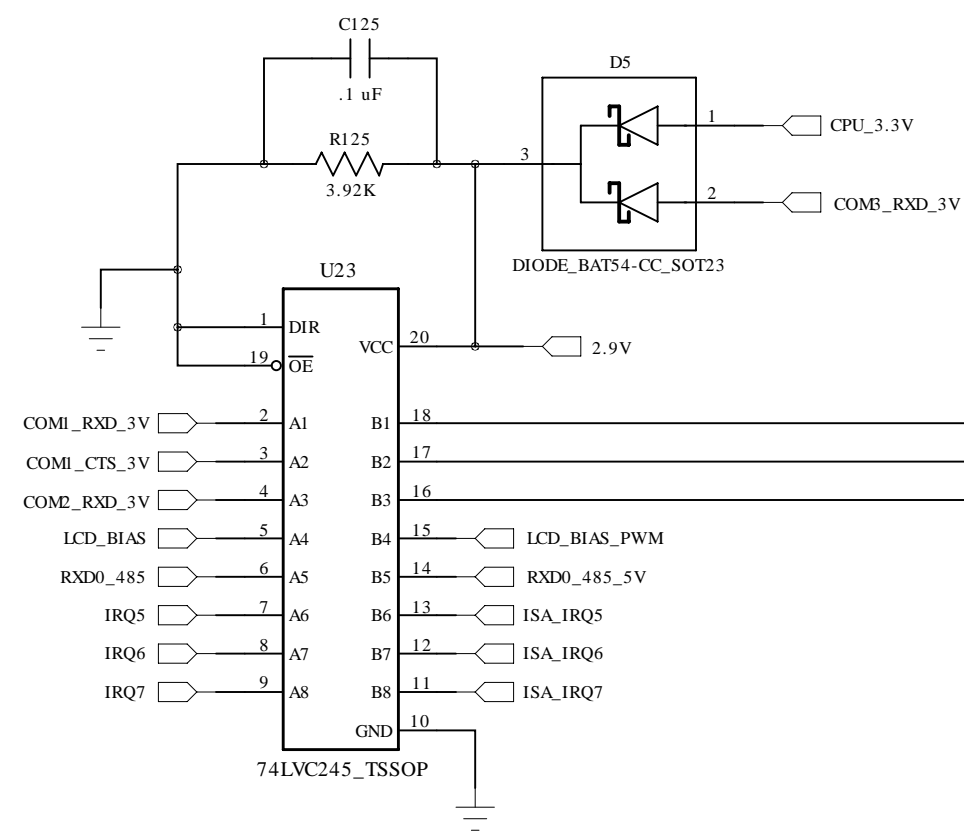 C125
.1 uF
R125
3.92K
D5
1
CPU_3.3V
3
2
COM3_RXD_3V
DIODE_BAT54-CC_SOT23
U23
1 DIR
VCC 20
2.9V
19 OE
COM1_RXD_3V 2 A1 B1 18
COM1_CTS_3V 3 A2 B2 17
COM2_RXD_3V 4 A3 B3 16
LCD_BIAS 5 A4 B4 15 LCD_BIAS_PWM
RXD0_485 6 A5 B5 14 RXD0_485_5V
IRQ5 7 A6 B6 13 ISA_IRQ5
IRQ6 8 A7 B7 12 ISA_IRQ6
IRQ7 9 A8 B8 11 ISA_IRQ7
GND 10
74LVC245_TSSOP